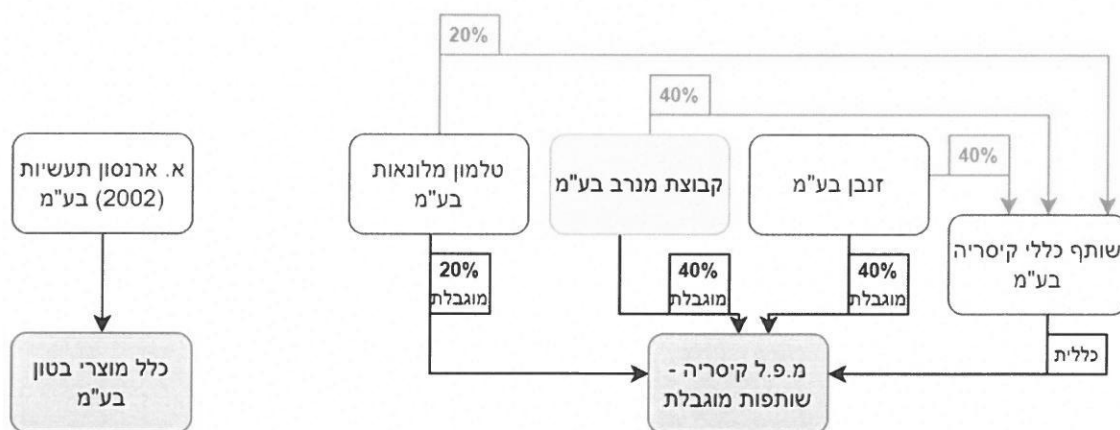 20%
40%
40%
א. ארנסון תעשיות
(2002) בע"מ
טלמון מלונאות
בע"מ
קבוצת מנרב בע"מ
זנבן בע"מ
שותף כללי קיסריה
בע"מ
20%
מוגבלת
40%
מוגבלת
40%
מוגבלת
כללית
כלל מוצרי בטון
בע"מ
מ.פ.ל קיסריה -
שותפות מוגבלת